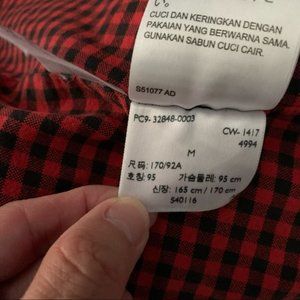 い。
CUCI DAN KERINGKAN DENGAN
PAKAIAN YANG BERWARNA SAMA.
GUNAKAN SABUN CUCI CAIR.
S51077 AD
PC9-32848-0003
CW-1417
4994
M
尺码: 170/92A
호칭: 95 가슴둘레: 95 cm
신장: 165 cm / 170 cm
540116